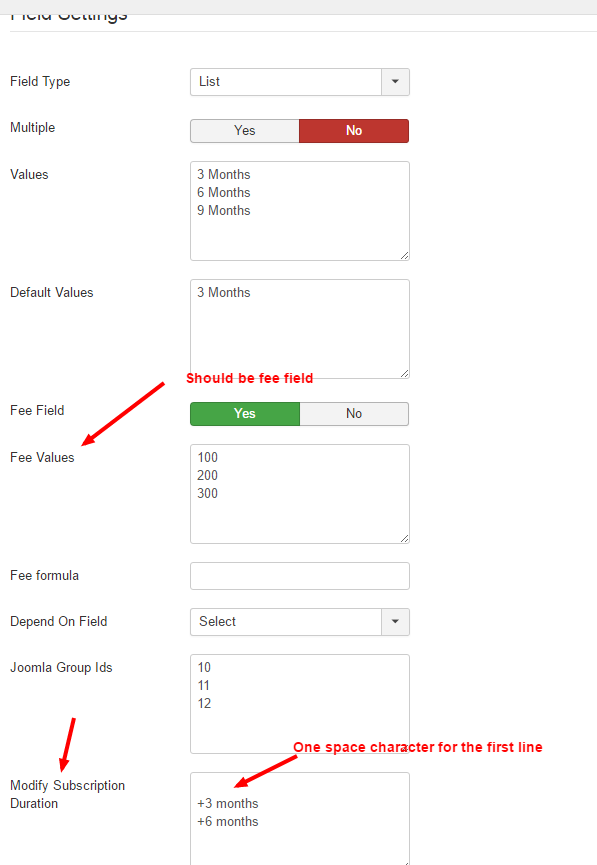 Field Settings
Field Type
List
Multiple
Yes
No
Values
3 Months
6 Months
9 Months
Default Values
3 Months
Should be fee field
Fee Field
Yes
No
Fee Values
100
200
300
Fee formula
Depend On Field
Select
Joomla Group Ids
10
11
12
One space character for the first line
Modify Subscription
Duration
+3 months
+6 months